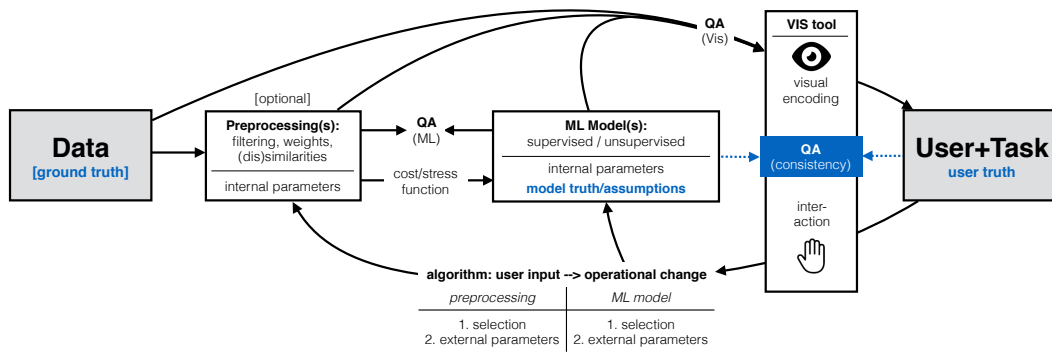 Data
[ground truth]
[optional]
Preprocessing(s):
filtering, weights,
(dis)similarities
internal parameters
QA
(ML)
cost/stress
function
ML Model(s):
supervised / unsupervised
internal parameters
model truth/assumptions
QA
(Vis)
VIS tool
visual
encoding
QA
(consistency)
inter-
action
User+Task
user truth
algorithm: user input --> operational change
preprocessing
ML model
1. selection
2. external parameters
1. selection
2. external parameters